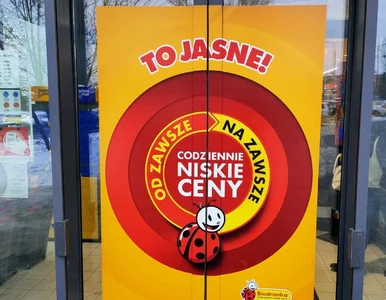 TO JASNE!
OD ZAWSZE
NA ZAWSZE
CODZIENNIE
NISKIE
CENY
Biedronka